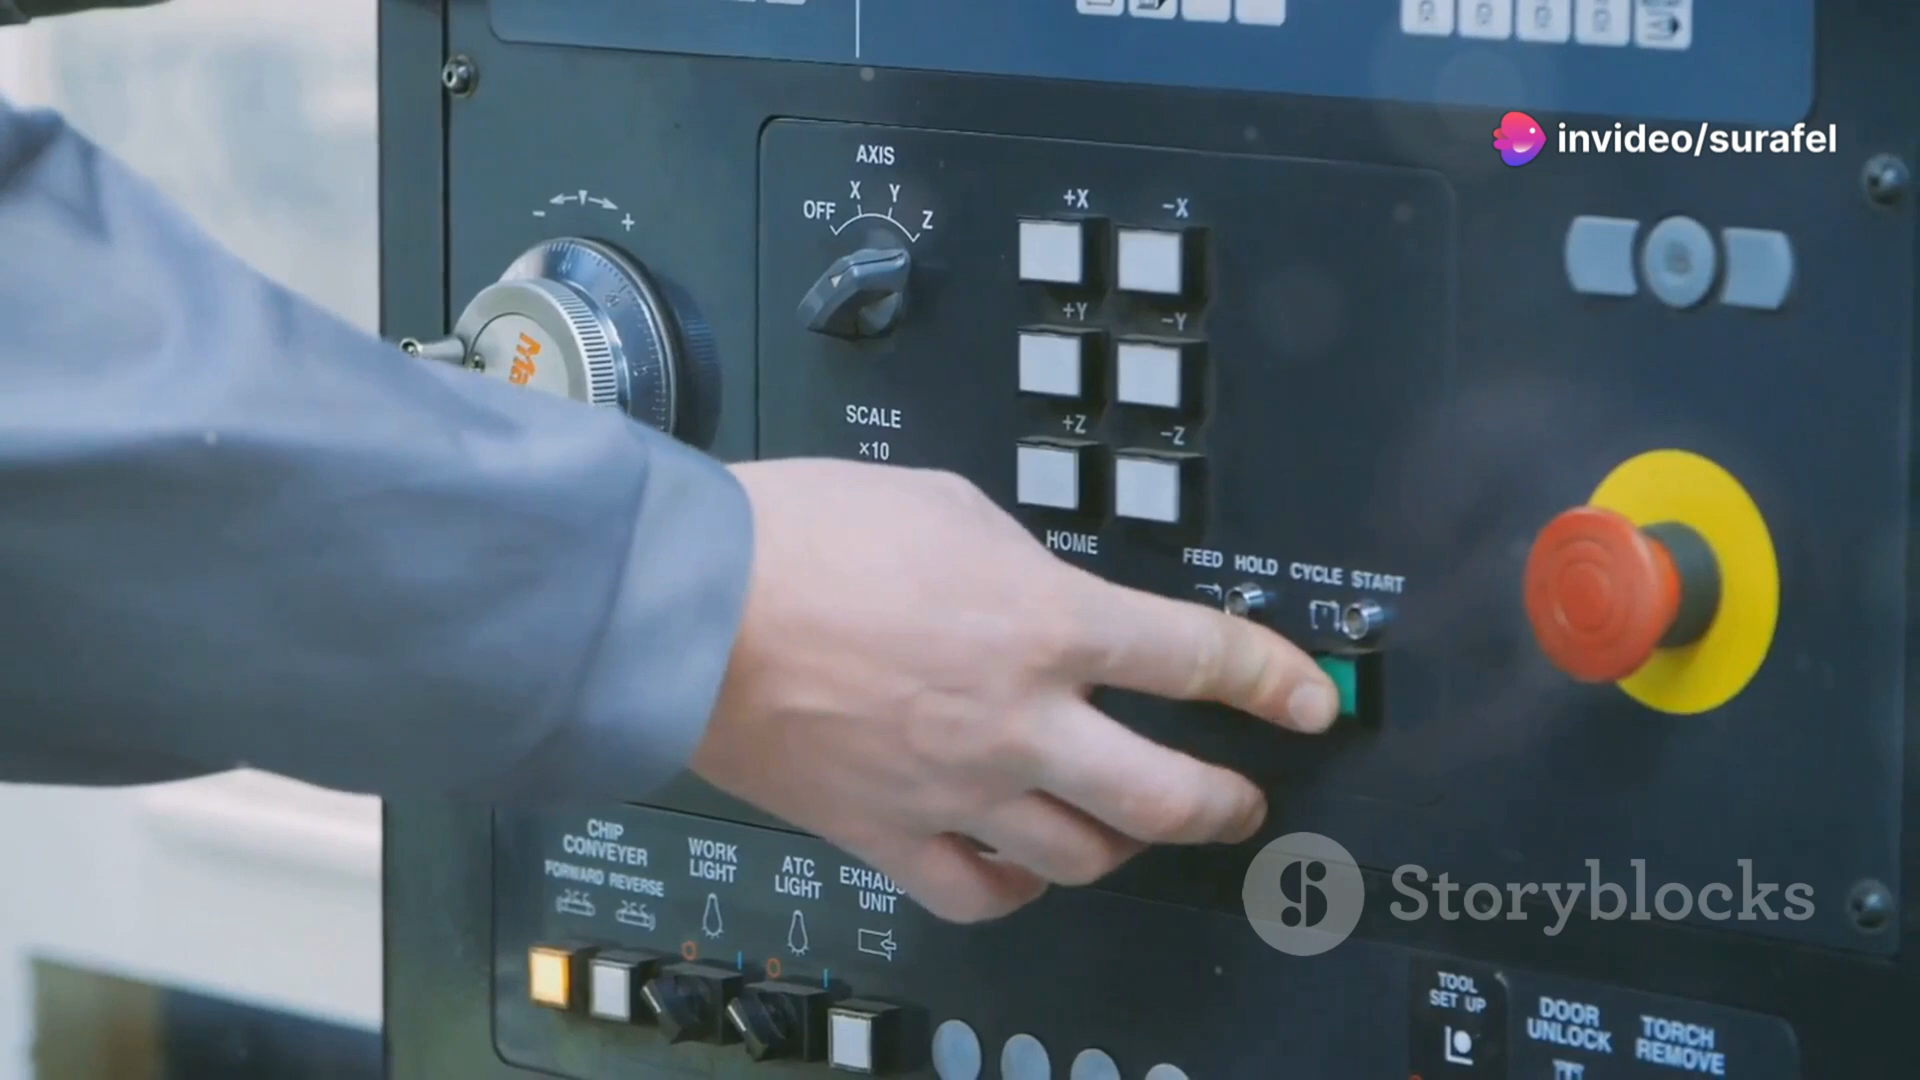 invideo/surafel
AXIS
OFF X Y Z
- +
+X -X
+Y -Y
SCALE
×10
+Z -Z
HOME
FEED HOLD CYCLE START
CHIP
CONVEYER
FORWARD REVERSE
WORK
LIGHT
ATC
LIGHT
UNIT
Storyblocks
TOOL
SET UP
DOOR
UNLOCK
TORCH
REMOVE